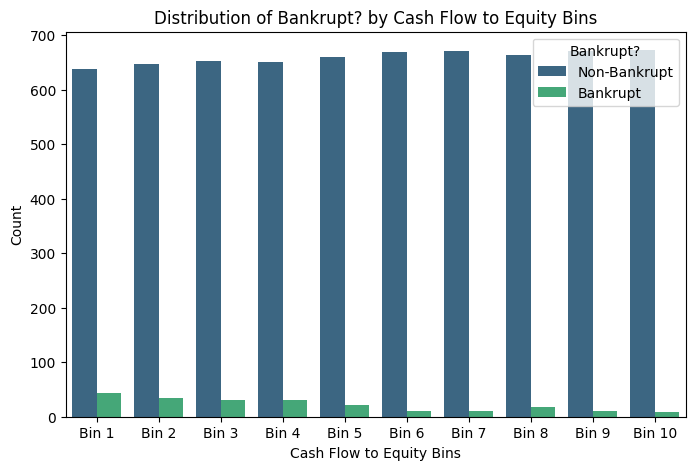 Distribution of Bankrupt? by Cash Flow to Equity Bins
Bankrupt?
Non-Bankrupt
Bankrupt
Count
700
600
500
400
300
200
100
0
Bin 1 Bin 2 Bin 3 Bin 4 Bin 5 Bin 6 Bin 7 Bin 8 Bin 9 Bin 10
Cash Flow to Equity Bins